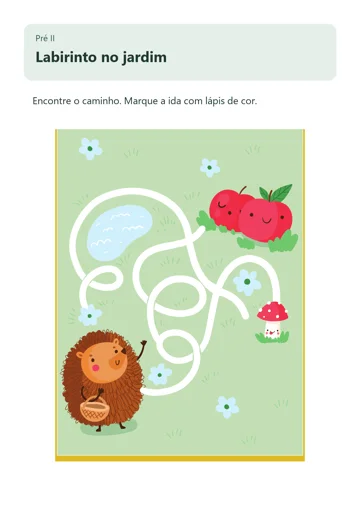 Pré II
Labirinto no jardim
Encontre o caminho. Marque a ida com lápis de cor.